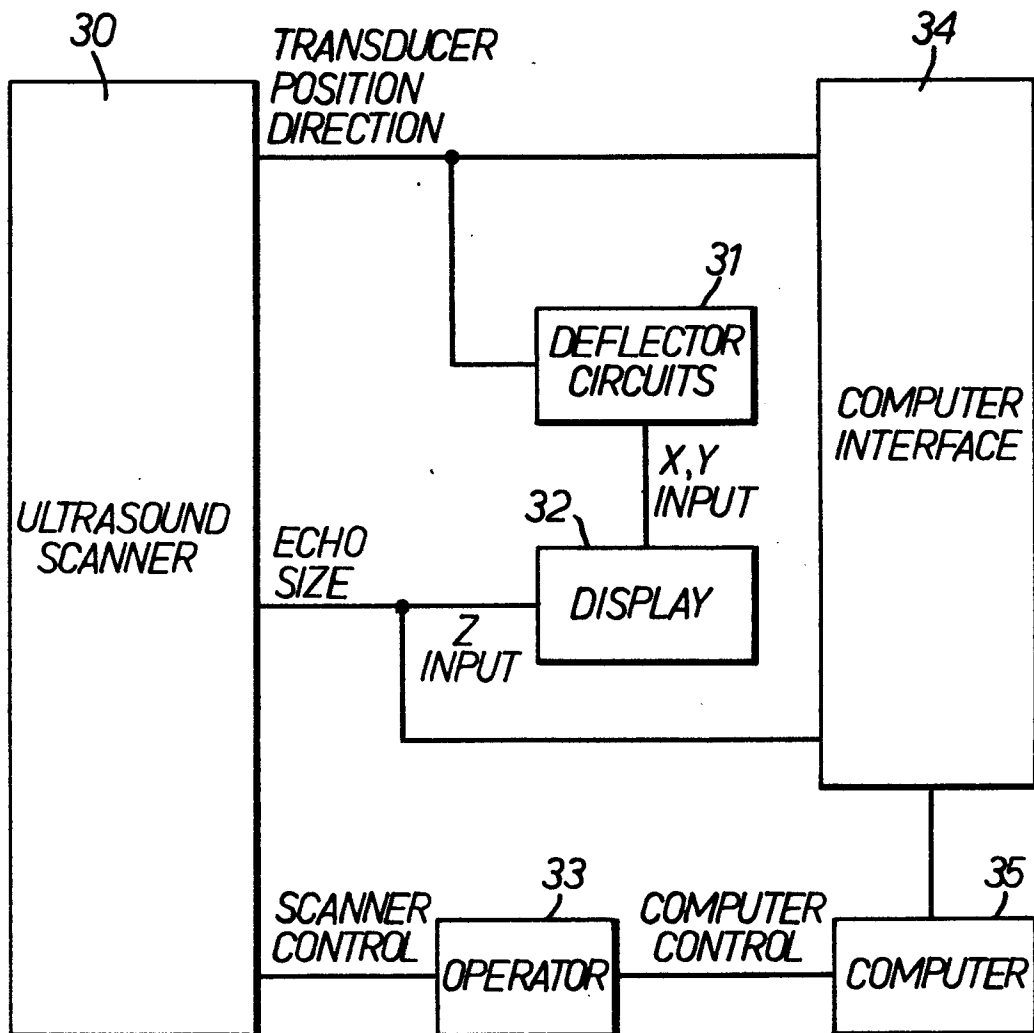 30
TRANSDUCER
POSITION
DIRECTION
34
31
DEFLECTOR
CIRCUITS
COMPUTER
INTERFACE
X,Y
INPUT
ULTRASOUND
SCANNER
ECHO
SIZE
32
DISPLAY
Z
INPUT
SCANNER
CONTROL
33
OPERATOR
COMPUTER
CONTROL
35
COMPUTER